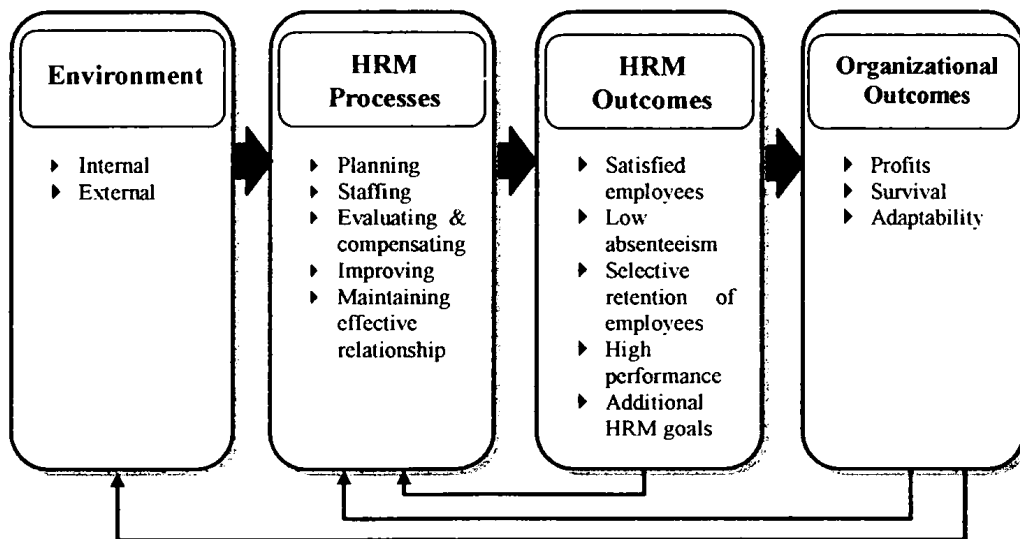 Environment
Internal
External
HRM
Processes
Planning
Staffing
Evaluating &
compensating
Improving
Maintaining
effective
relationship
HRM
Outcomes
Satisfied
employees
Low
absenteeism
Selective
retention of
employees
High
performance
Additional
HRM goals
Organizational
Outcomes
Profits
Survival
Adaptability